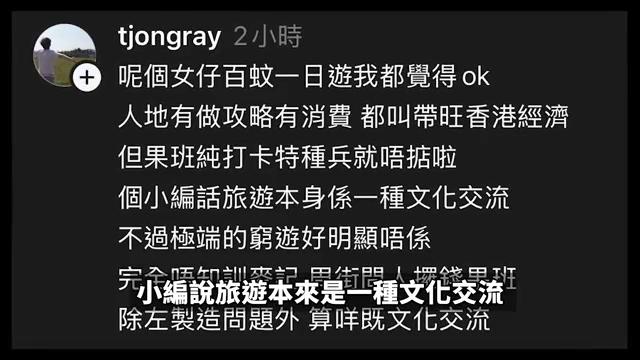 tjongray 2小時
呢個女仔百蚊一日遊我都覺得ok
人地有做攻略有消費 都叫帶旺香港經濟
但果班純打卡特種兵就唔掂啦
個小編話旅遊本身係一種文化交流
不過極端的窮遊好明顯唔係
小編說旅遊本來是一種文化交流
除左製造問題外 算咩既文化交流